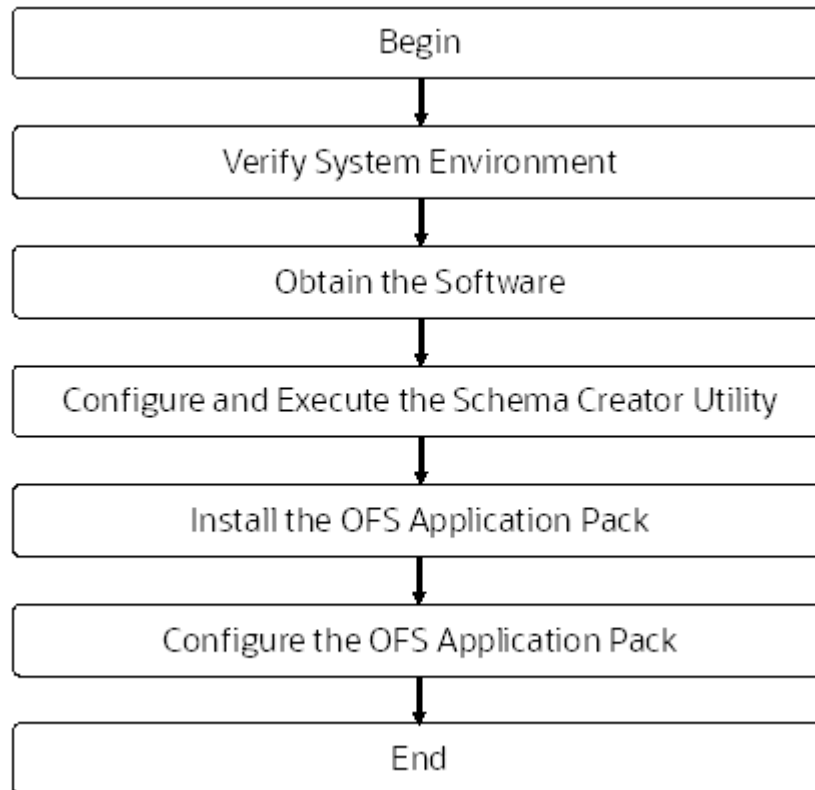 Begin
Verify System Environment
Obtain the Software
Configure and Execute the Schema Creator Utility
Install the OFS Application Pack
Configure the OFS Application Pack
End